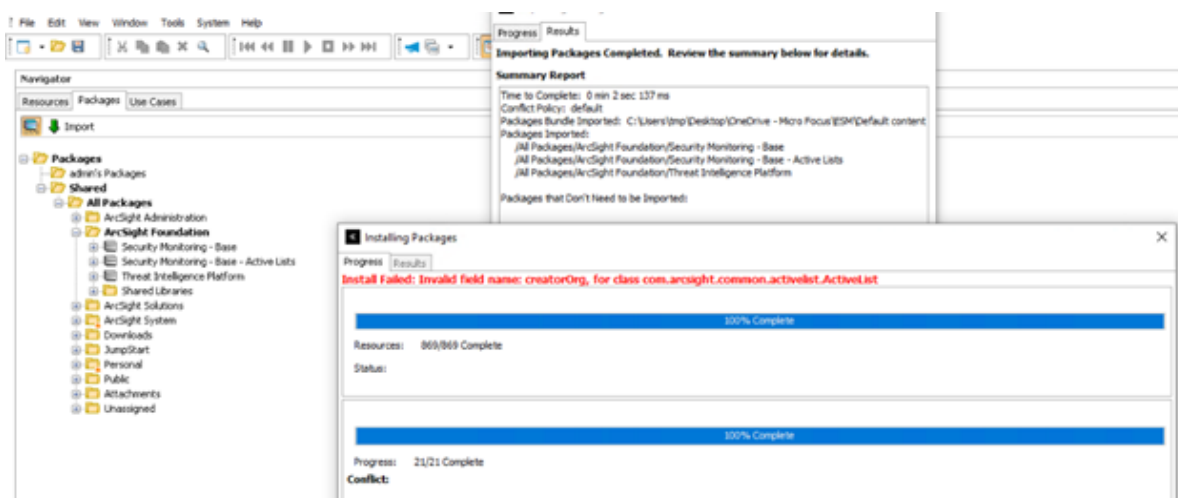 File Edit View Window Tools System Help
Navigator
Resources Packages Use Cases
Import
Packages
admin's Packages
Shared
All Packages
ArcSight Administration
ArcSight Foundation
Security Monitoring - Base
Security Monitoring - Base - Active Lists
Threat Intelligence Platform
Shared Libraries
ArcSight Solutions
ArcSight System
Downloads
JumpStart
Personal
Public
Attachments
Unassigned
Progress Results
Importing Packages Completed. Review the summary below for details.
Summary Report
Time to Complete: 0 min 2 sec 137 ms
Conflict Policy: default
Packages Bundle Imported: C:\Users\tmp\Desktop\OneDrive - Micro Focus\ESM\Default content
Packages Imported:
/All Packages/ArcSight Foundation/Security Monitoring - Base
/All Packages/ArcSight Foundation/Security Monitoring - Base - Active Lists
/All Packages/ArcSight Foundation/Threat Intelligence Platform
Packages that Don't Need to be Imported:
Installing Packages
Progress Results
Install Failed: Invalid field name: creatorOrg, for class com.arcsight.common.activelist.ActiveList
100% Complete
Resources: 869/869 Complete
Status:
100% Complete
Progress: 21/21 Complete
Conflict: